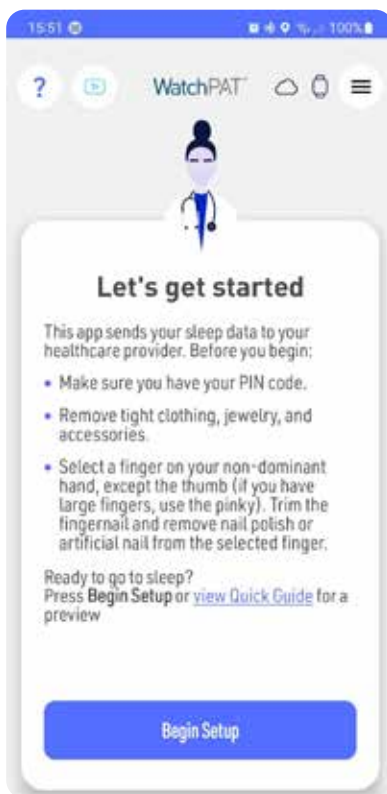 15:51
100%
?
WatchPAT™
Let's get started
This app sends your sleep data to your
healthcare provider. Before you begin:
• Make sure you have your PIN code.
• Remove tight clothing, jewelry, and
accessories.
• Select a finger on your non-dominant
hand, except the thumb (if you have
large fingers, use the pinky). Trim the
fingernail and remove nail polish or
artificial nail from the selected finger.
Ready to go to sleep?
Press Begin Setup or view Quick Guide for a
preview
Begin Setup